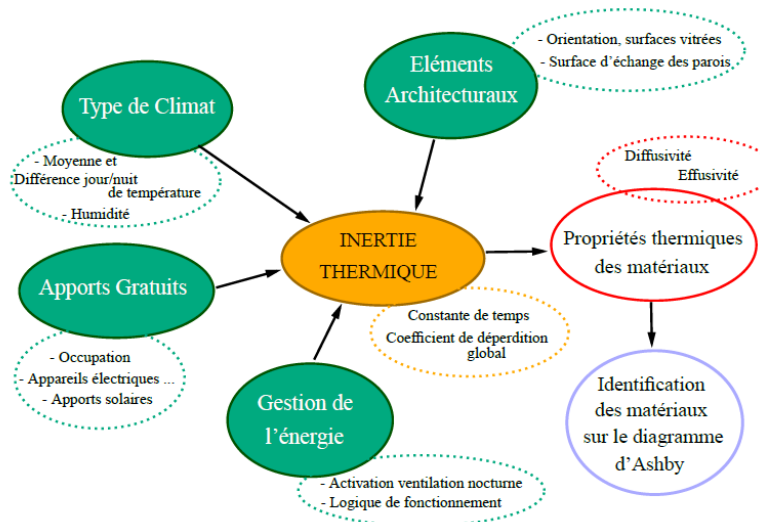 - Orientation, surfaces vitrées
- Surface d'échange des parois
Eléments
Architecturaux
Type de Climat
- Moyenne et
Différence jour/nuit
de température
- Humidité
Diffusivité
Effusivité
INERTIE
THERMIQUE
Propriétés thermiques
des matériaux
Apports Gratuits
Constante de temps
Coefficient de déperdition
global
- Occupation
- Appareils électriques ...
- Apports solaires
Gestion de
l'énergie
Identification
des matériaux
sur le diagramme
d'Ashby
- Activation ventilation nocturne
- Logique de fonctionnement